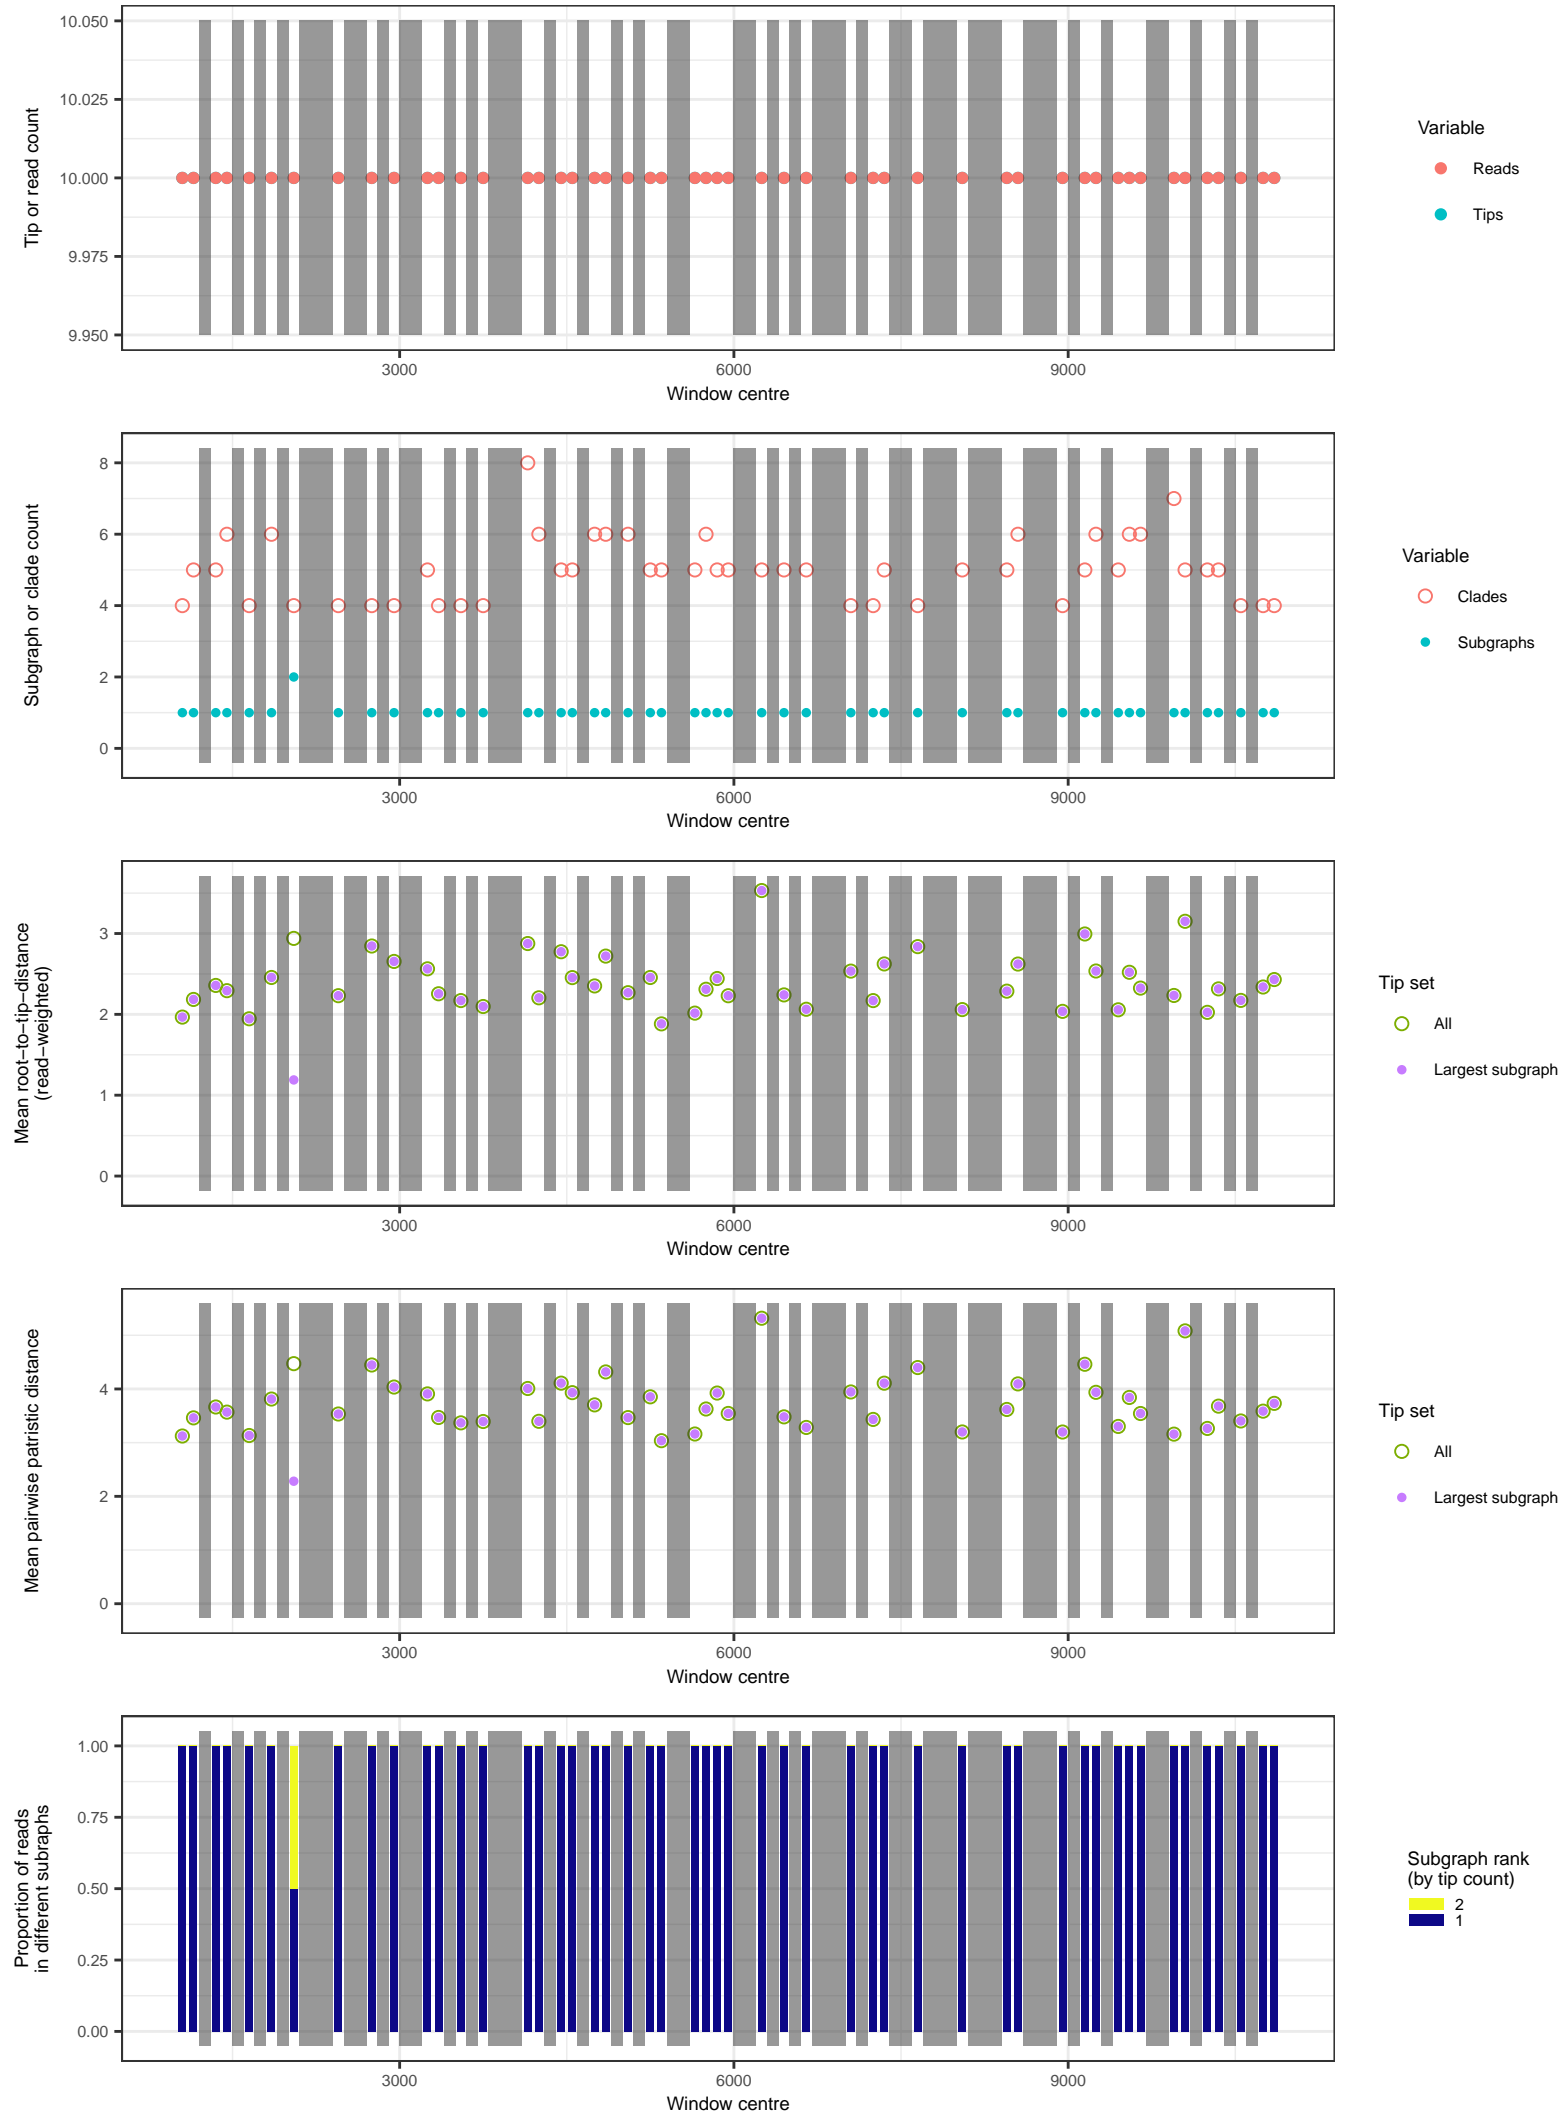 10.050
10.025
10.000
9.975
9.950
Tip or read count
3000
6000
9000
Window centre
Variable
Reads
Tips
8
6
4
2
0
Subgraph or clade count
3000
6000
9000
Window centre
Variable
Clades
Subgraphs
3
2
1
0
Mean root−to−tip−distance
(read−weighted)
3000
6000
9000
Window centre
Tip set
All
Largest subgraph
4
2
0
Mean pairwise patristic distance
3000
6000
9000
Window centre
Tip set
All
Largest subgraph
1.00
0.75
0.50
0.25
0.00
Proportion of reads
in different subraphs
3000
6000
9000
Window centre
Subgraph rank
(by tip count)
2
1